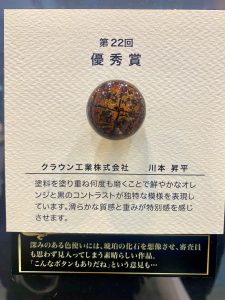 第22回
優秀賞
クラウン工業株式会社 川本 昇平
塗料を塗り重ね何度も磨くことで鮮やかなオレ
ンジと黒のコントラストが独特な模様を表現し
ています。滑らかな質感と重みが特別感を感じ
させます。
深みのある色使いには、琥珀の化石を想像させ、審査員
も思わず見入ってしまう素晴らしい作品。
「こんなボタンもありだね」という意見も…